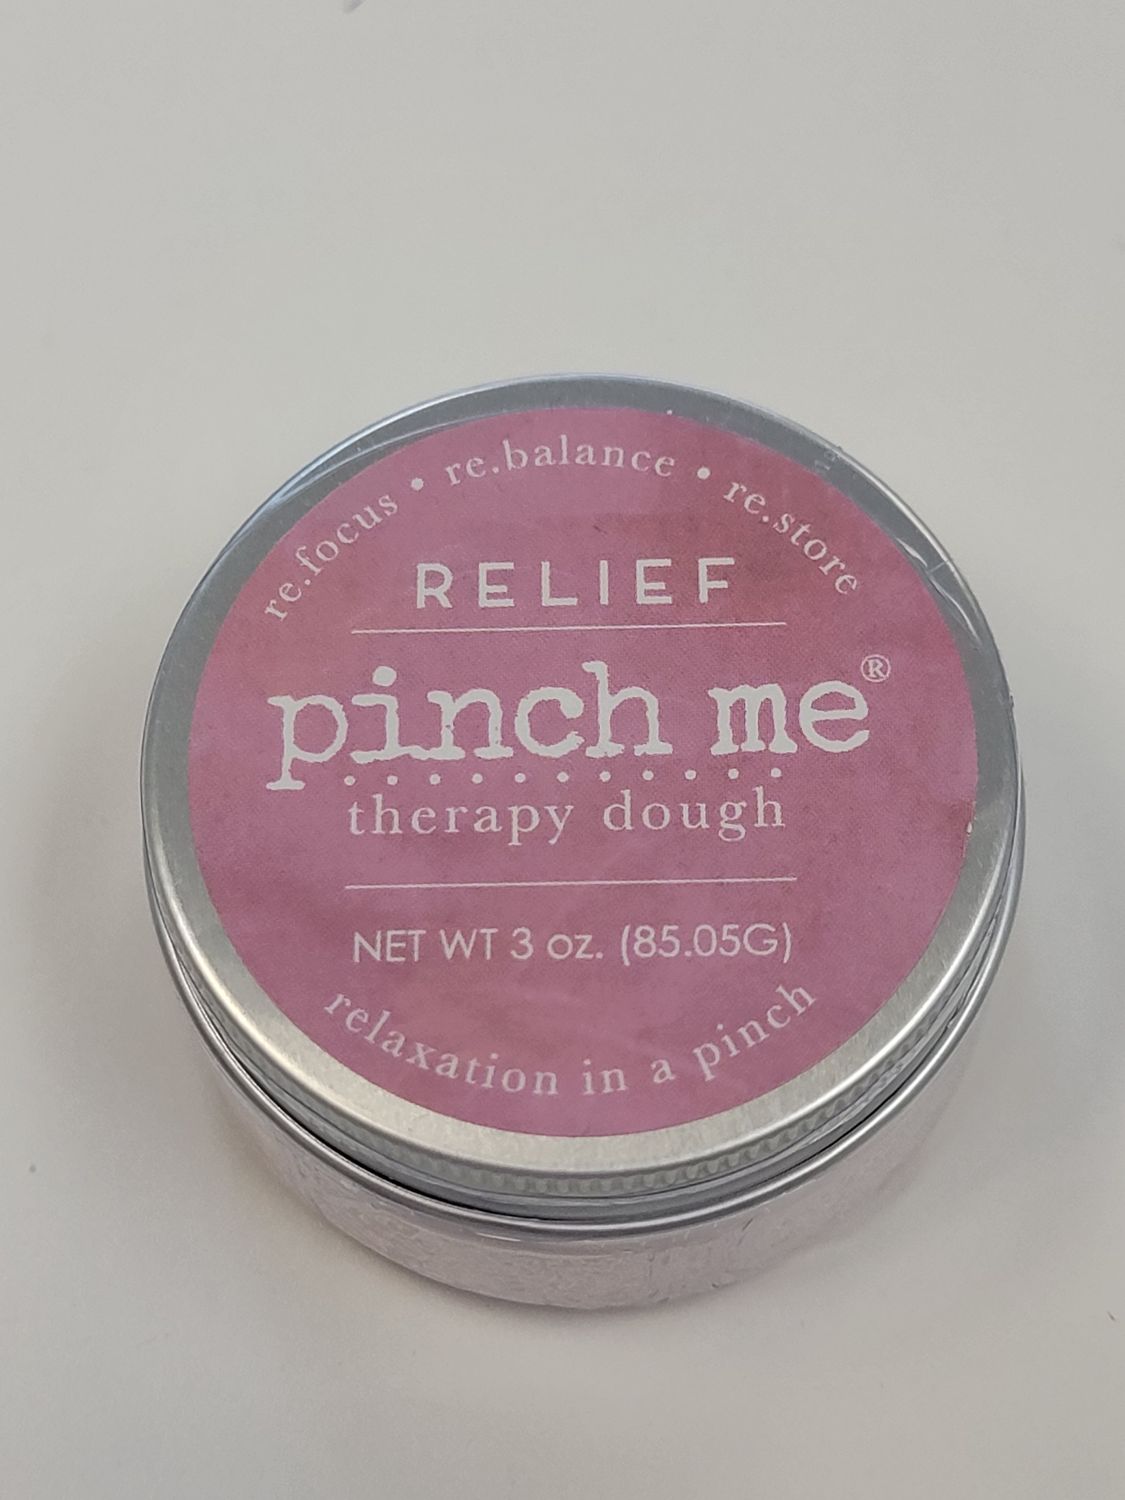 re.focus • re.balance • re.store
RELIEF
pinch me®
therapy dough
NET WT 3 oz. (85.05G)
relaxation in a pinch